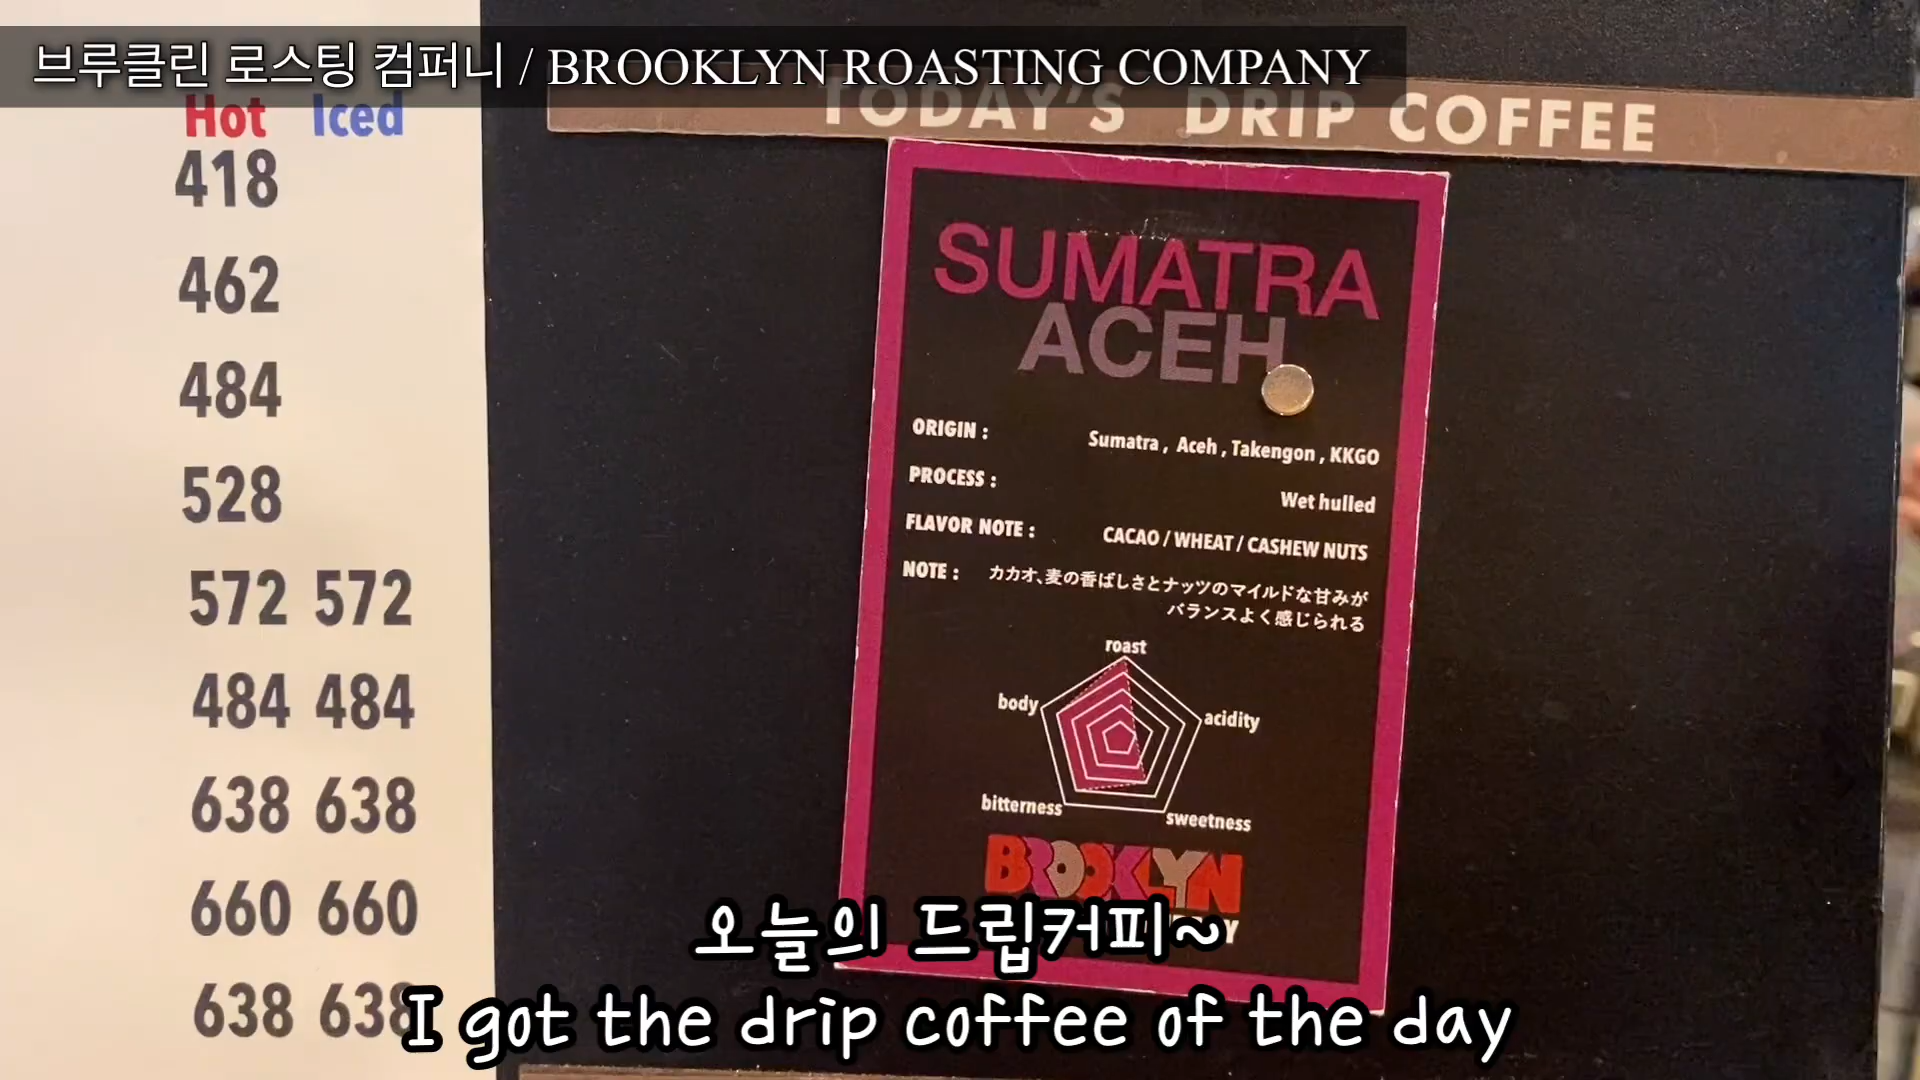 브루클린 로스팅 컴퍼니 / BROOKLYN ROASTING COMPANY
Hot Iced
418
462
484
528
572 572
484 484
638 638
660 660
638 638
TODAY'S DRIP COFFEE
SUMATRA
ACEH
ORIGIN : Sumatra , Aceh , Takengon , KKGO
PROCESS : Wet hulled
FLAVOR NOTE : CACAO / WHEAT / CASHEW NUTS
NOTE : カカオ、麦の香ばしさとナッツのマイルドな甘みが
バランスよく感じられる
roast
body
acidity
bitterness
sweetness
BROOKLYN
오늘의 드립커피~
I got the drip coffee of the day